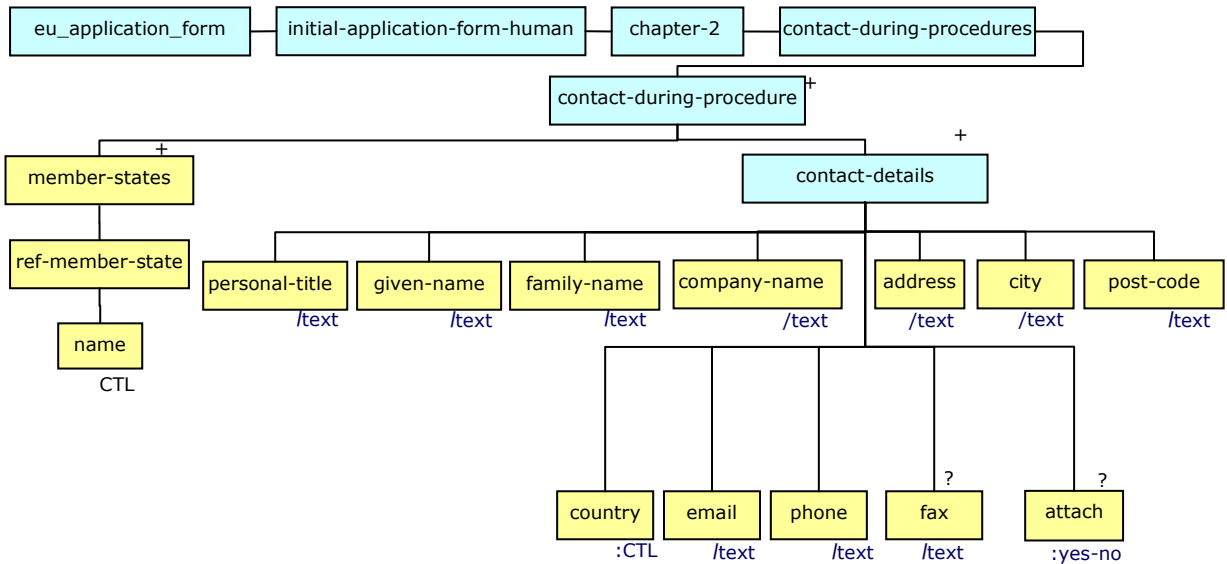 eu_application_form
initial-application-form-human
chapter-2
contact-during-procedures
contact-during-procedure
+
member-states
+
contact-details
+
ref-member-state
name
CTL
personal-title
/text
given-name
/text
family-name
/text
company-name
/text
address
/text
city
/text
post-code
/text
country
:CTL
email
/text
phone
/text
fax
?
/text
attach
?
:yes-no